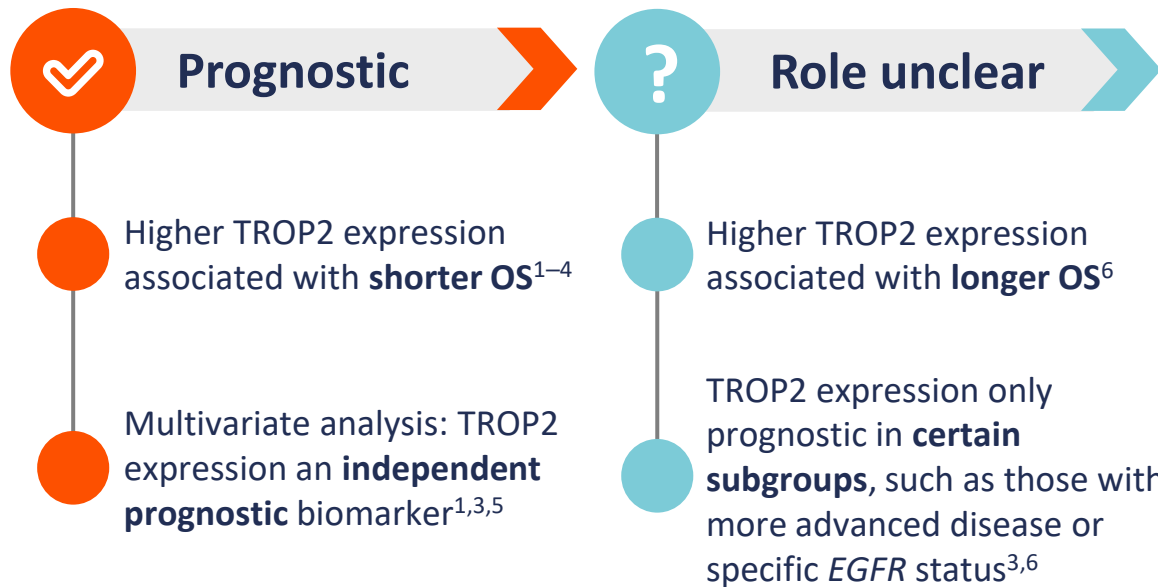 Prognostic
Higher TROP2 expression
associated with shorter OS1–4
Multivariate analysis: TROP2
expression an independent
prognostic biomarker1,3,5
?
Role unclear
Higher TROP2 expression
associated with longer OS6
TROP2 expression only
prognostic in certain
subgroups, such as those with
more advanced disease or
specific EGFR status3,6